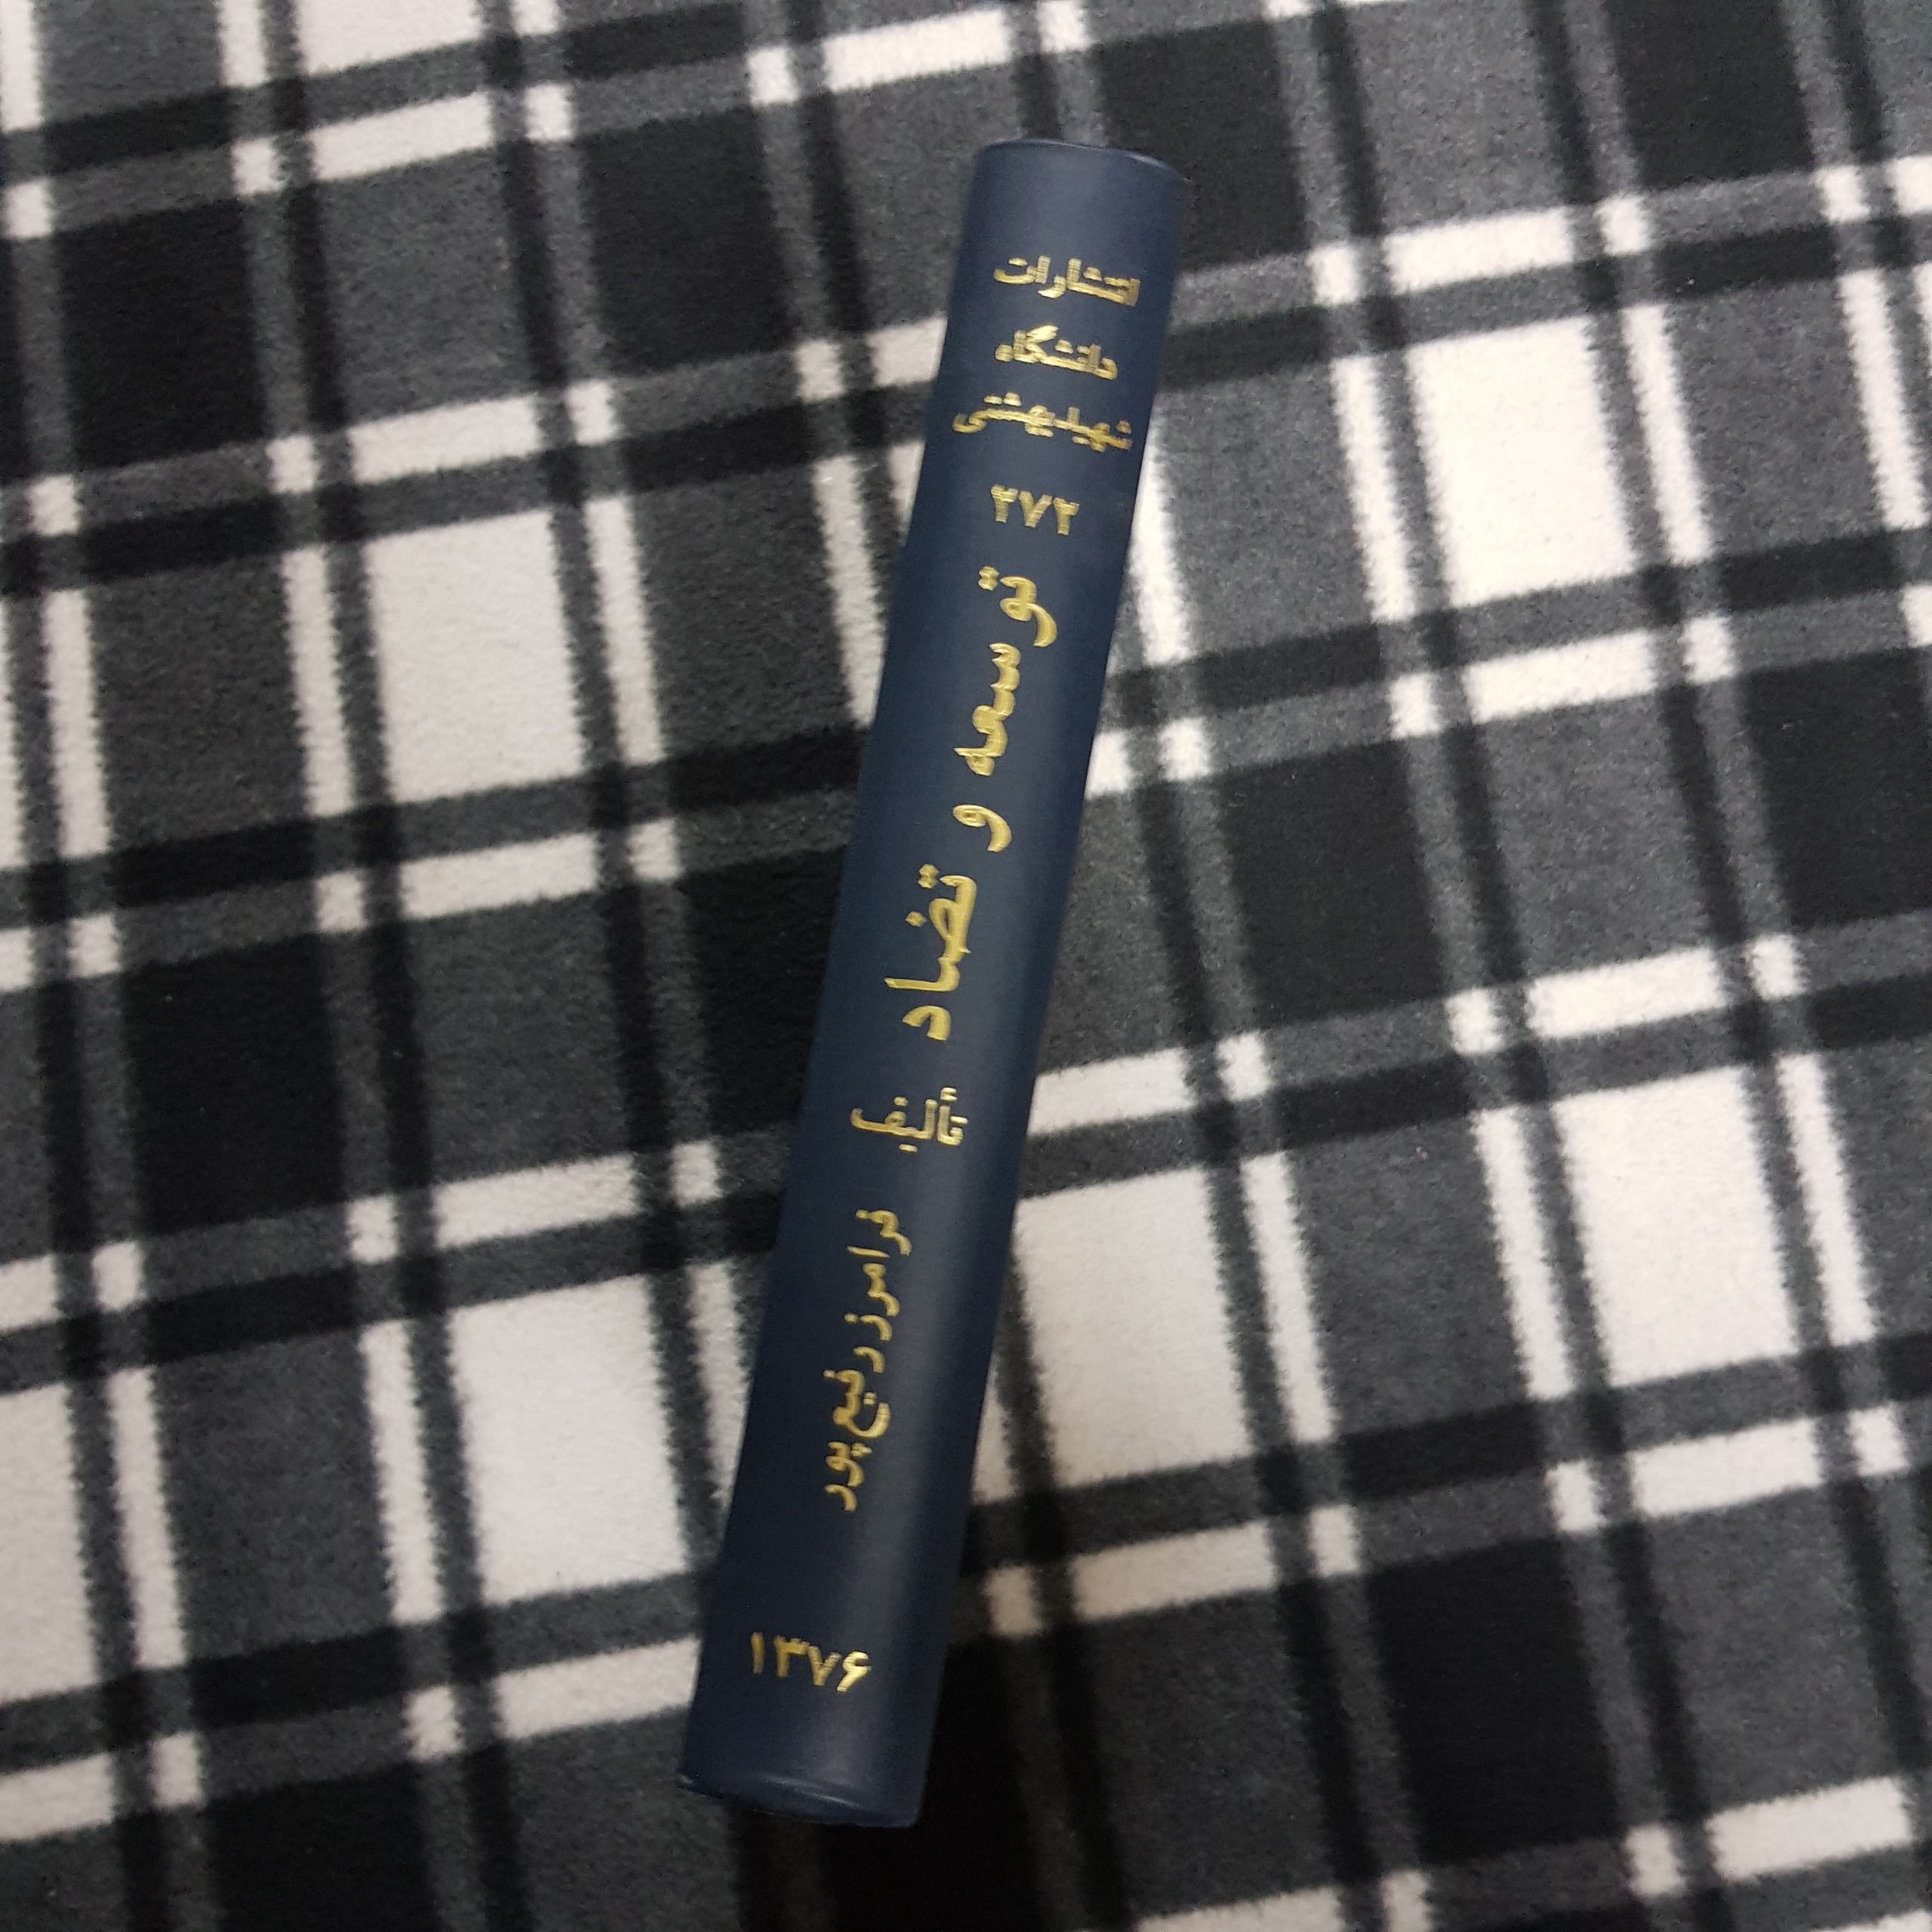 انتشارات
دانشگاه
شهید بهشتی
۲۷۲
توسعه و تضاد
تألیف
فرامرز رفیع‌پور
۱۳۷۶